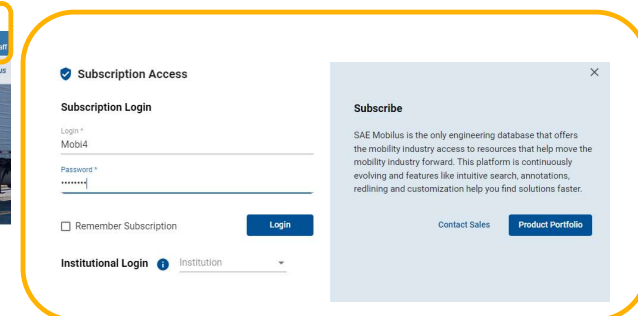 aff
us
Subscription Access
Subscription Login
Login *
Mobi4
Password *
••••••••
Remember Subscription
Login
Institutional Login
Institution
Subscribe
SAE Mobilus is the only engineering database that offers
the mobility industry access to resources that help move the
mobility industry forward. This platform is continuously
evolving and features like intuitive search, annotations,
redlining and customization help you find solutions faster.
Contact Sales
Product Portfolio